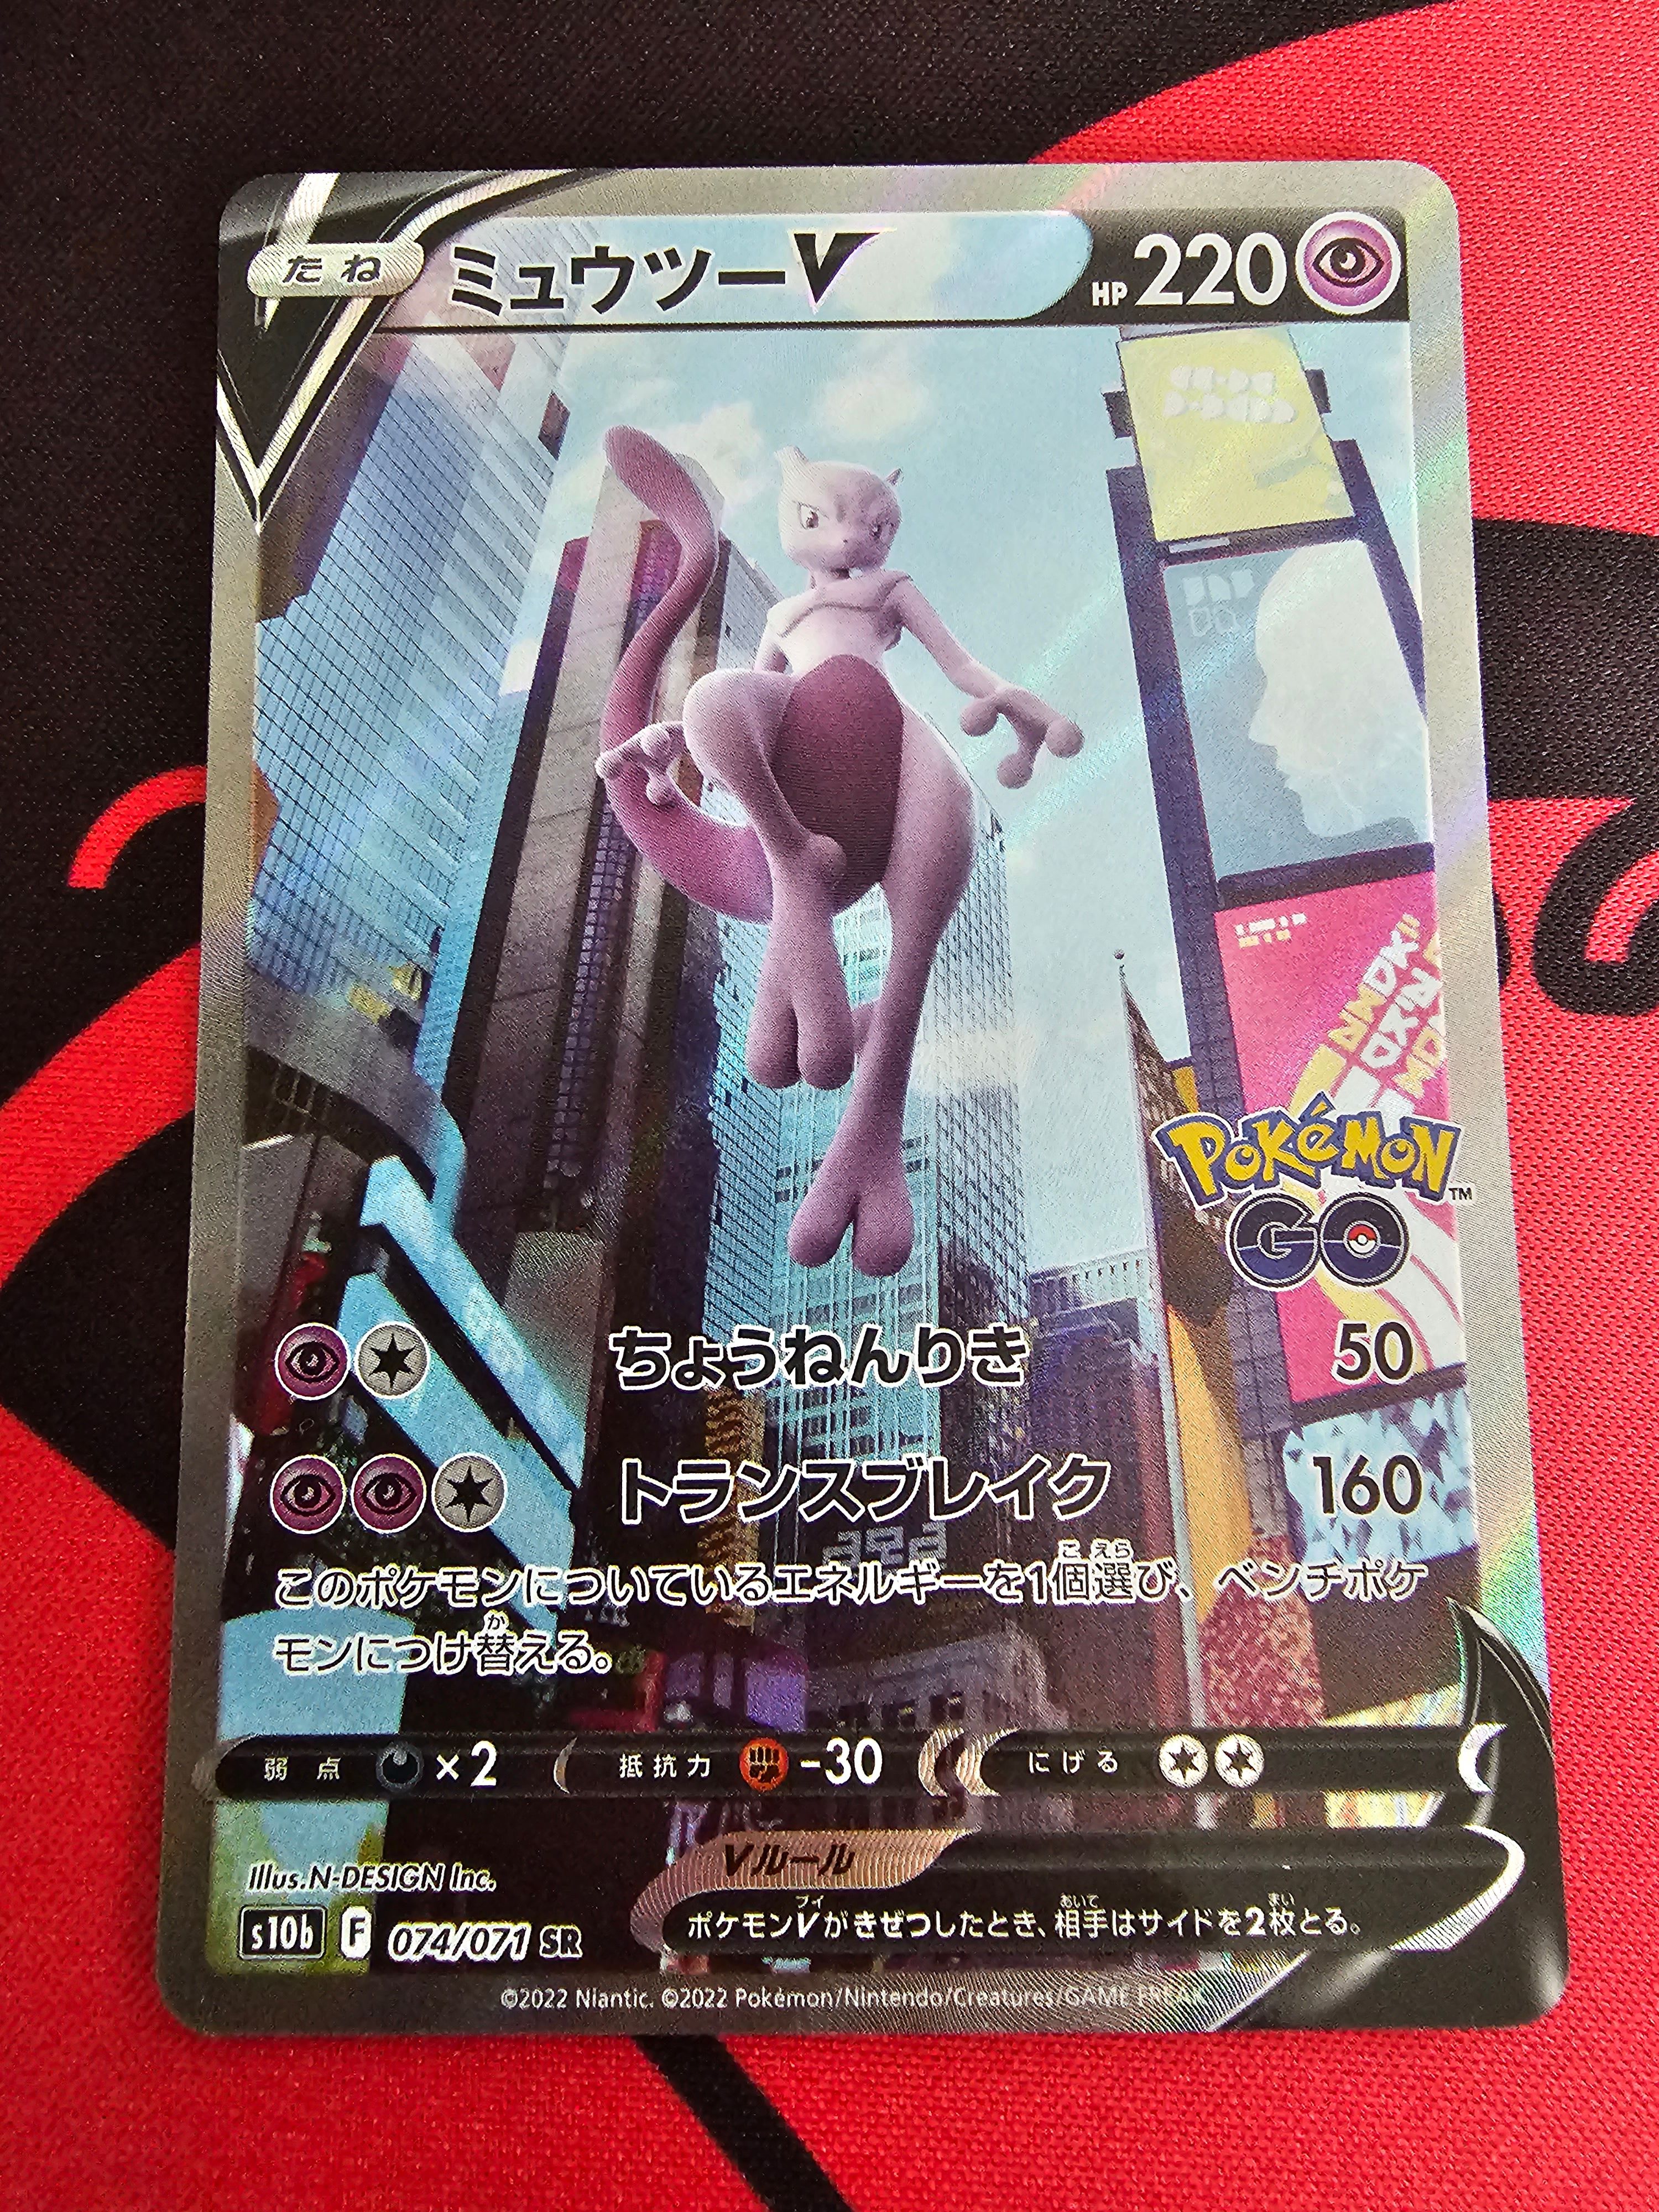 たね ミュウツーV HP 220
POKéMON™
GO
ちょうねんりき 50
トランスブレイク 160
このポケモンについているエネルギーを1個選び、ベンチポケ
モンにつけ替える。
弱点 ×2 抵抗力 -30 にげる
Vルール
ポケモンVがきぜつしたとき、相手はサイドを2枚とる。
Illus.N-DESIGN Inc.
s10b F 074/071 SR
©2022 Niantic. ©2022 Pokémon/Nintendo/Creatures/GAME FREAK